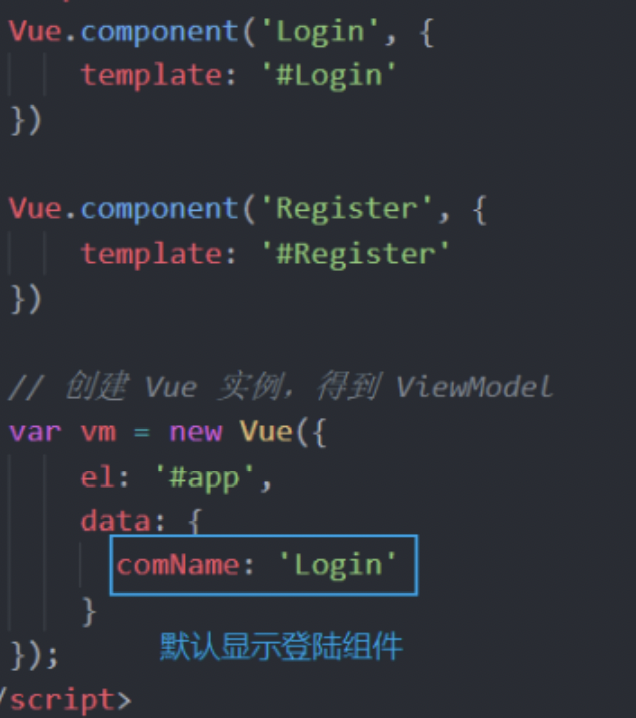 Vue.component('Login', {
template: '#Login'
})
Vue.component('Register', {
template: '#Register'
})
// 创建 Vue 实例，得到 ViewModel
var vm = new Vue({
el: '#app',
data: {
comName: 'Login'
}
默认显示登陆组件
});
/script>